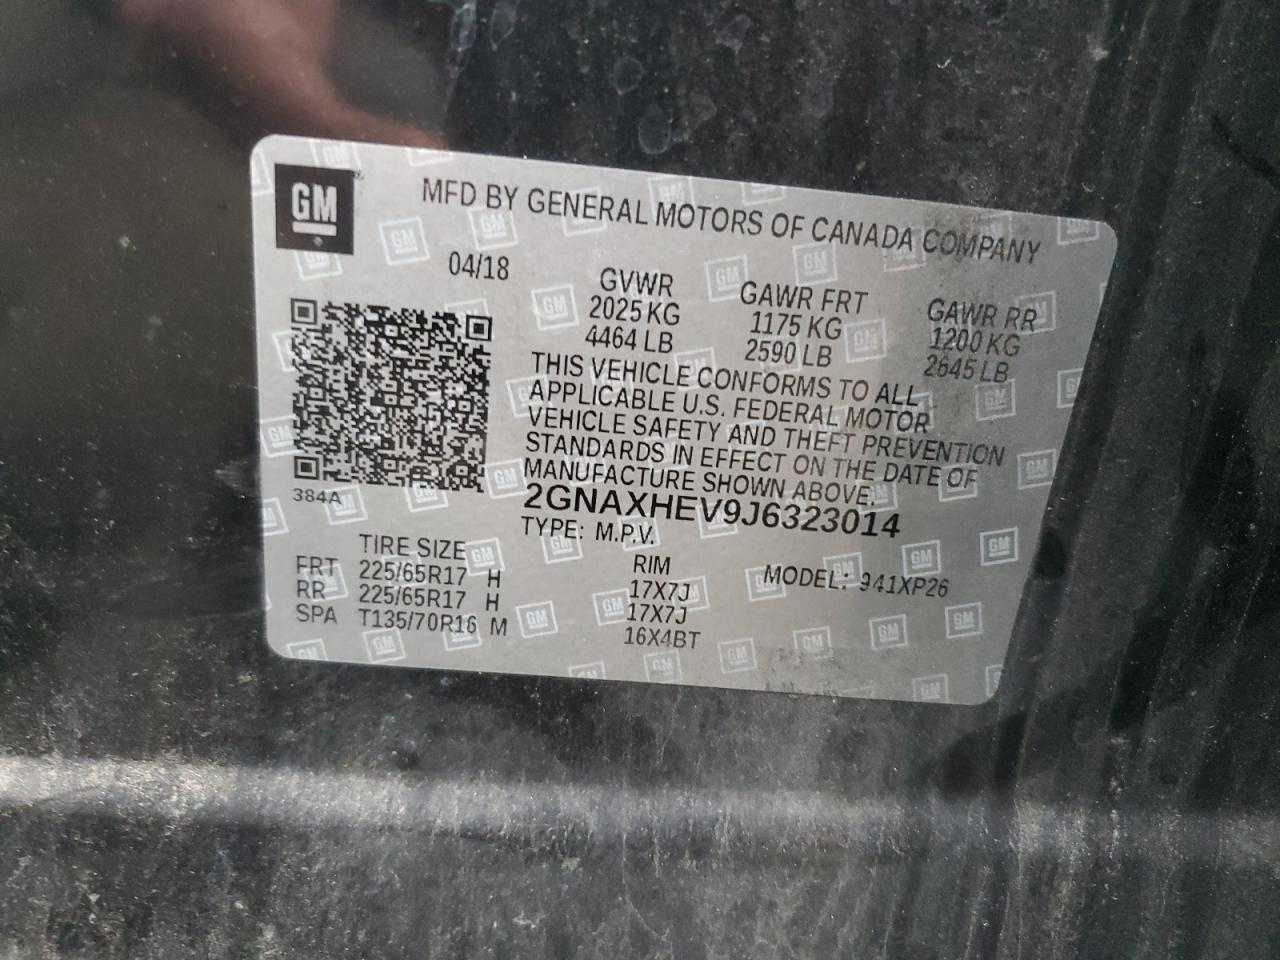 GM
MFD BY GENERAL MOTORS OF CANADA COMPANY
04/18
GVWR GAWR FRT GAWR RR
2025 KG 1175 KG 1200 KG
4464 LB 2590 LB 2645 LB
THIS VEHICLE CONFORMS TO ALL
APPLICABLE U.S. FEDERAL MOTOR
VEHICLE SAFETY AND THEFT PREVENTION
STANDARDS IN EFFECT ON THE DATE OF
MANUFACTURE SHOWN ABOVE.
384A
2GNAXHEV9J6323014
TYPE: M.P.V.
TIRE SIZE RIM MODEL: 941XP26
FRT 225/65R17 H 17X7J
RR 225/65R17 H 17X7J
SPA T135/70R16 M 16X4BT